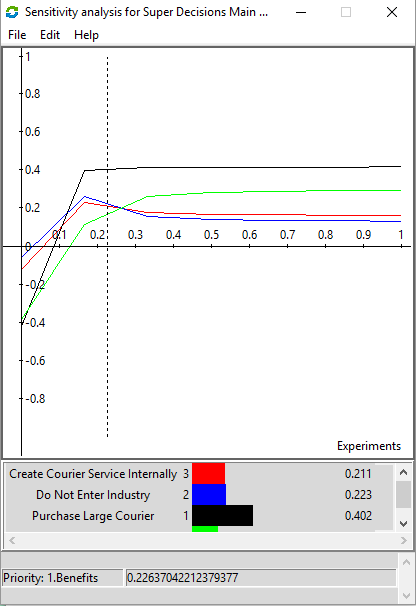 Sensitivity analysis for Super Decisions Main ...
File Edit Help
1
0.8
0.6
0.4
0.2
0 0.1 0.2 0.3 0.4 0.5 0.6 0.7 0.8 0.9 1
-0.2
-0.4
-0.6
-0.8
Experiments
Create Courier Service Internally 3 0.211
Do Not Enter Industry 2 0.223
Purchase Large Courier 1 0.402
Priority: 1.Benefits 0.22637042212379377